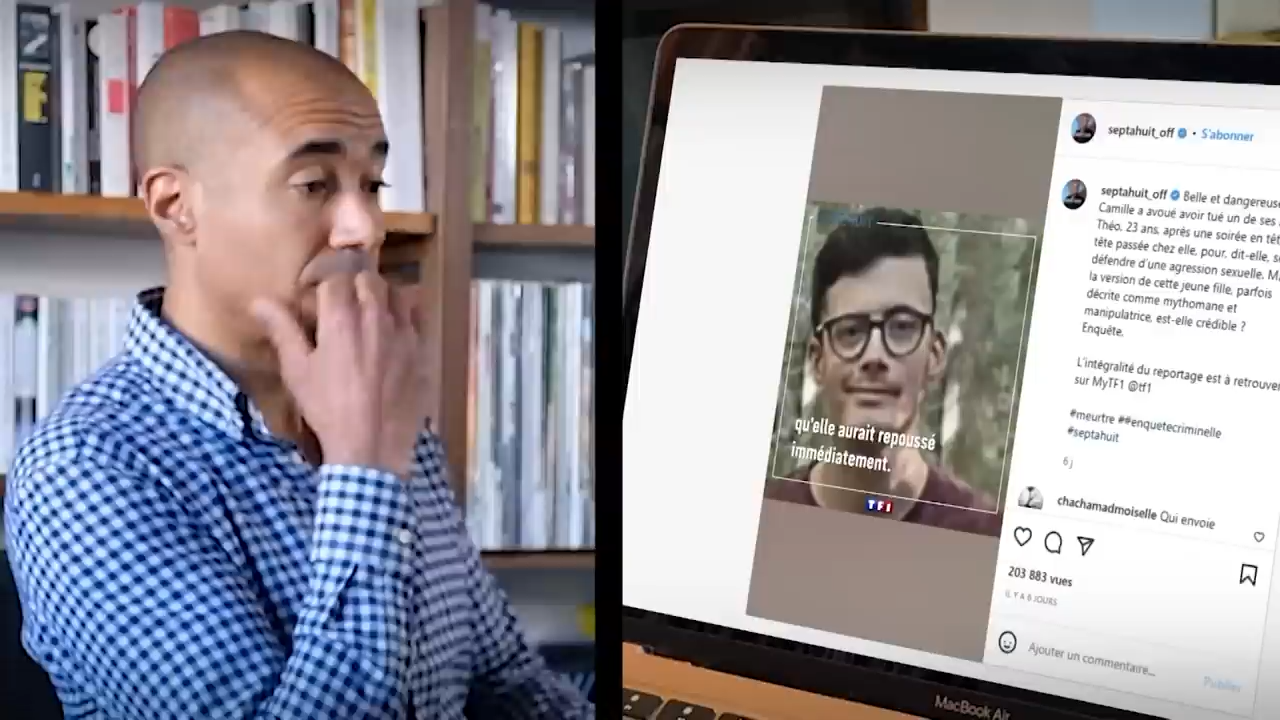 septahuit_off • S'abonner
septahuit_off Belle et dangereuse
Camille a avoué avoir tué un de ses
Théo, 23 ans, après une soirée en têt
tête passée chez elle, pour, dit-elle, s
défendre d'une agression sexuelle. M
la version de cette jeune fille, parfois
décrite comme mythomane et
manipulatrice, est-elle crédible ?
Enquête.
L'intégralité du reportage est à retrouver
sur MyTF1 @tf1
#meurtre ##enquetecriminelle
#septahuit
6 j
chachamadmoiselle Qui envoie
203 883 vues
IL Y A 6 JOURS
Ajouter un commentaire...
Publier
qu'elle aurait repoussé
immédiatement.
TF1
MacBook Air